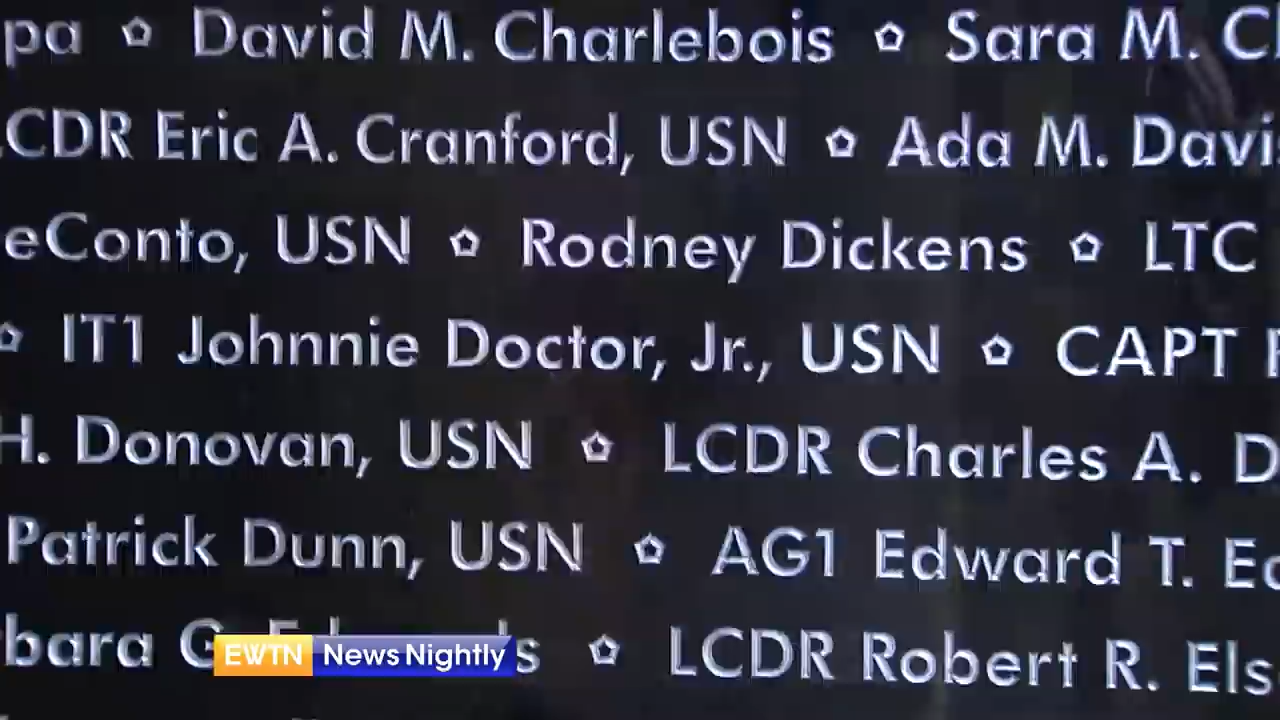 pa ⬠ David M. Charlebois ⬠ Sara M.
CDR Eric A. Cranford, USN ⬠ Ada M. Davi
eConto, USN ⬠ Rodney Dickens ⬠ LTC
⬠ IT1 Johnnie Doctor, Jr., USN ⬠ CAPT
H. Donovan, USN ⬠ LCDR Charles A. D
Patrick Dunn, USN ⬠ AG1 Edward T.
bara G. ⬠ LCDR Robert R. Els
EWTN News Nightly